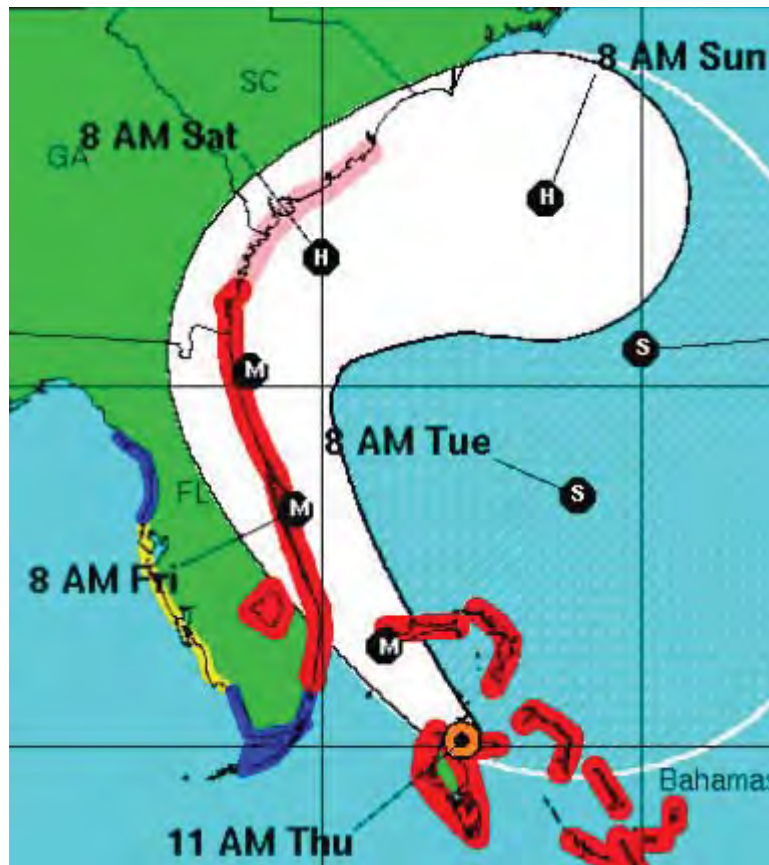 8 AM Sun
SC
8 AM Sat
GA
H
H
M
S
8 AM Tue
S
FL
M
8 AM Fri
M
Bahamas
11 AM Thu